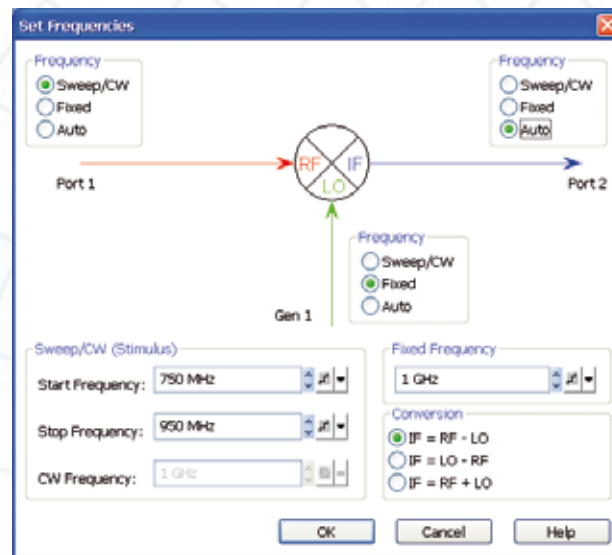 Set Frequencies
Frequency
Sweep/CW
Fixed
Auto
Frequency
Sweep/CW
Fixed
Auto
RF
IF
LO
Port 1
Port 2
Frequency
Sweep/CW
Fixed
Auto
Gen 1
Sweep/CW (Stimulus)
Start Frequency: 750 MHz
Stop Frequency: 950 MHz
CW Frequency: 1 GHz
Fixed Frequency
1 GHz
Conversion
IF = RF - LO
IF = LO - RF
IF = RF + LO
OK Cancel Help